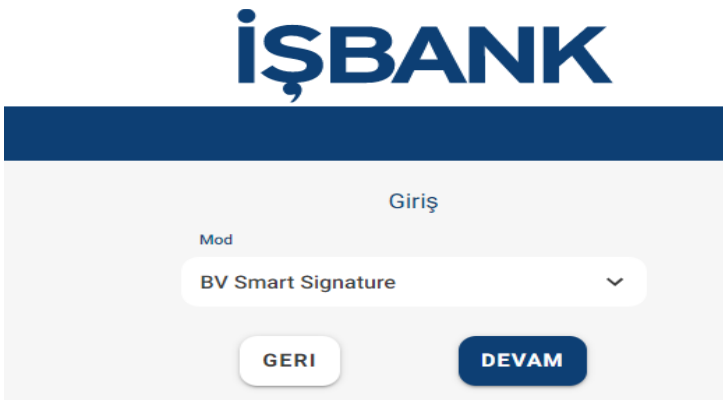 İŞBANK
Giriş
Mod
BV Smart Signature
GERI
DEVAM